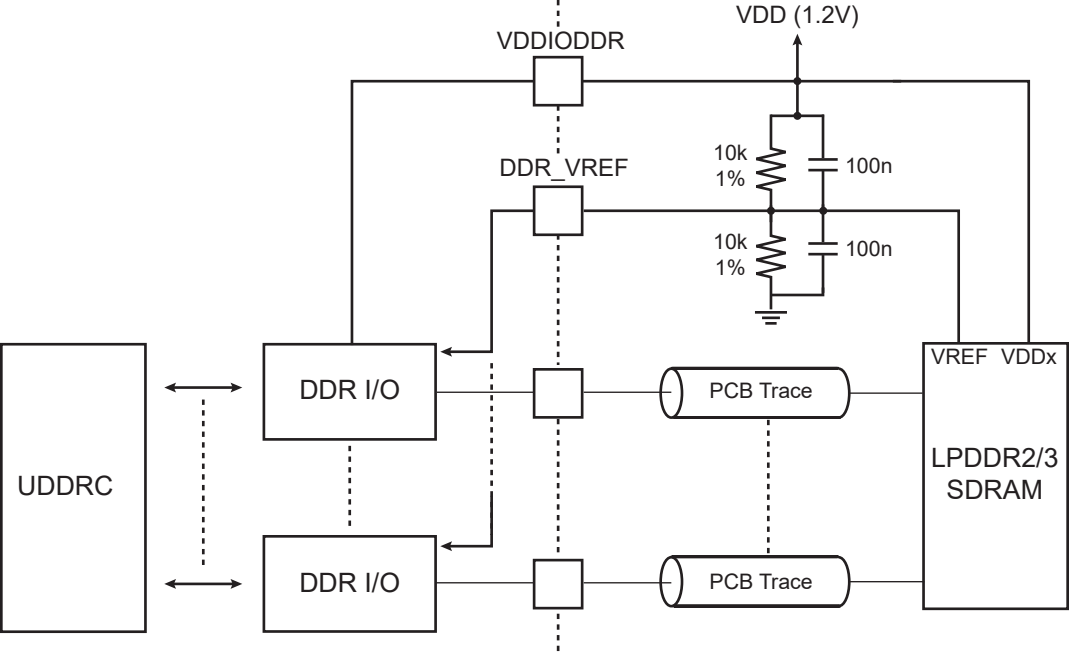 VDD (1.2V)
VDDIODDR
10k
1%
100n
DDR_VREF
10k
1%
100n
VREF VDDx
DDR I/O
PCB Trace
UDDRC
LPDDR2/3
SDRAM
DDR I/O
PCB Trace